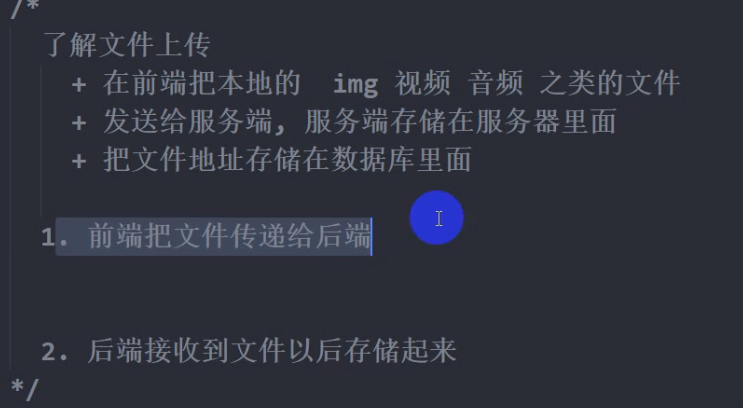 /*
了解文件上传
+ 在前端把本地的 img 视频 音频 之类的文件
+ 发送给服务端, 服务端存储在服务器里面
+ 把文件地址存储在数据库里面
1. 前端把文件传递给后端
2. 后端接收到文件以后存储起来
*/